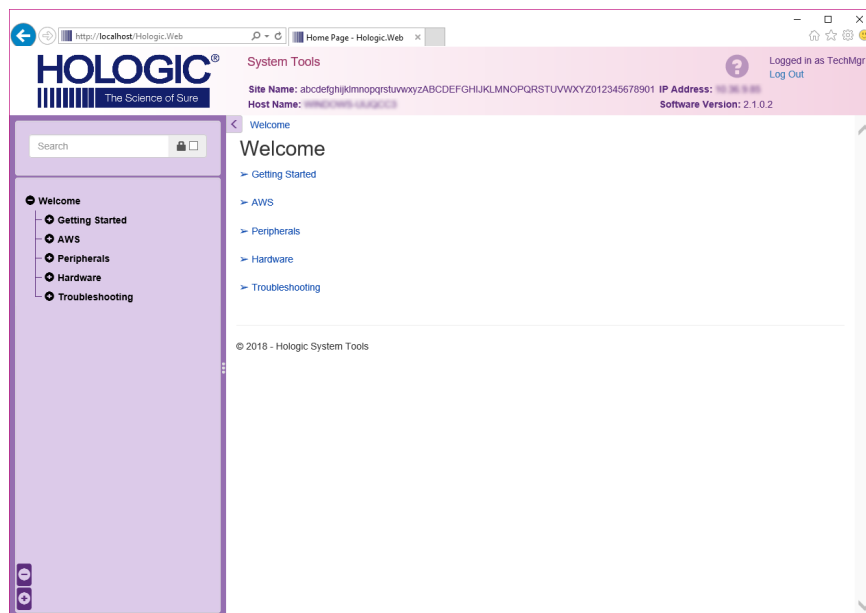 http://localhost/Hologic.Web
Home Page - Hologic.Web
HOLOGIC®
The Science of Sure
System Tools
Logged in as TechMgr
Log Out
Site Name: abcdefghijklmnopqrstuvwxyzABCDEFGHIJKLMNOPQRSTUVWXYZ012345678901 IP Address:
Host Name:
Software Version: 2.1.0.2
Search
Welcome
Getting Started
AWS
Peripherals
Hardware
Troubleshooting
Welcome
Welcome
➢ Getting Started
➢ AWS
➢ Peripherals
➢ Hardware
➢ Troubleshooting
© 2018 - Hologic System Tools